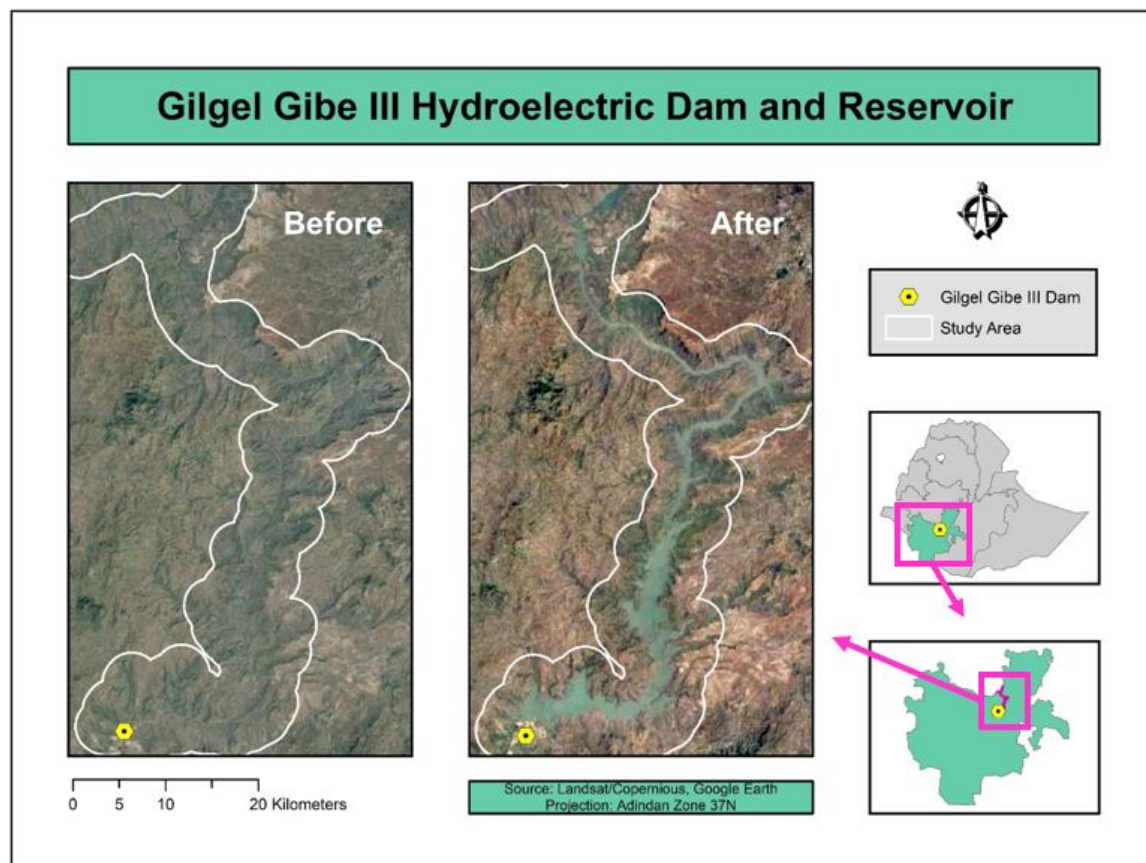 Gilgel Gibe III Hydroelectric Dam and Reservoir
Before
After
Gilgel Gibe III Dam
Study Area
0 5 10 20 Kilometers
Source: Landsat/Copernious, Google Earth
Projection: Adindan Zone 37N